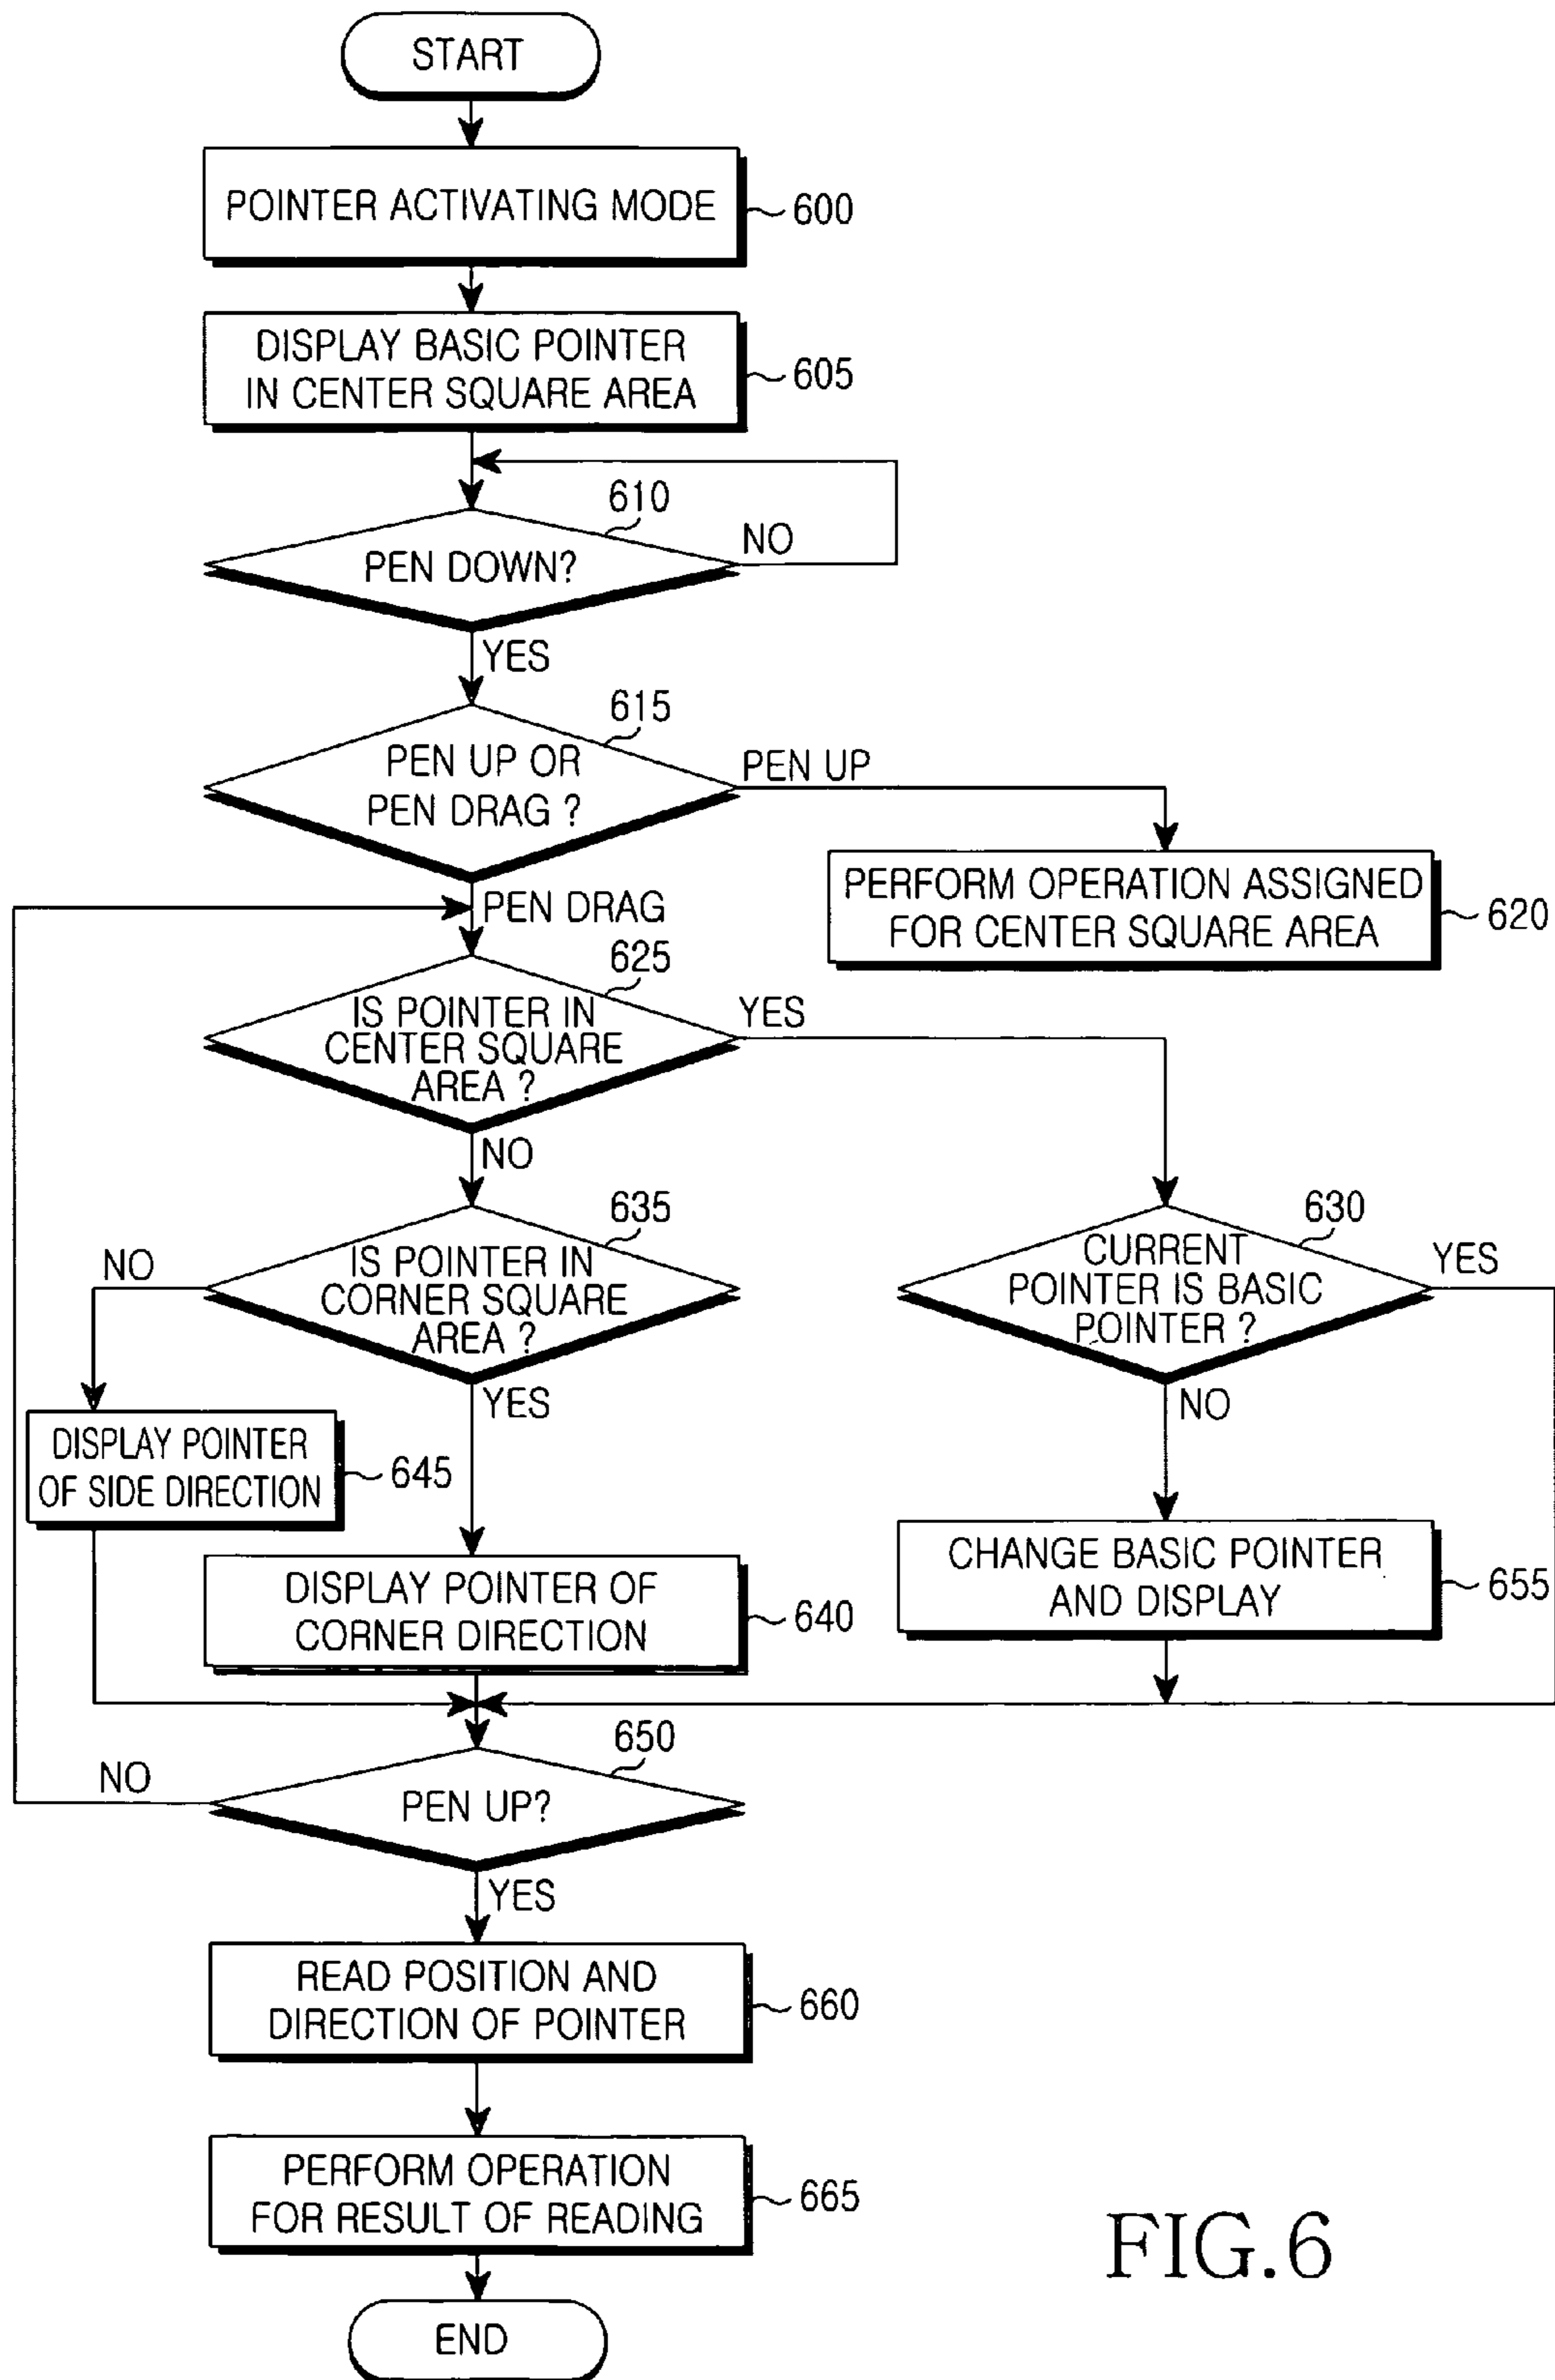 START
POINTER ACTIVATING MODE
600
DISPLAY BASIC POINTER
IN CENTER SQUARE AREA
605
610
PEN DOWN?
NO
YES
615
PEN UP OR
PEN DRAG ?
PEN UP
PERFORM OPERATION ASSIGNED
FOR CENTER SQUARE AREA
620
PEN DRAG
625
IS POINTER IN
CENTER SQUARE
AREA ?
YES
NO
635
IS POINTER IN
CORNER SQUARE
AREA ?
NO
YES
630
CURRENT
POINTER IS BASIC
POINTER ?
YES
NO
DISPLAY POINTER
OF SIDE DIRECTION
645
DISPLAY POINTER OF
CORNER DIRECTION
640
CHANGE BASIC POINTER
AND DISPLAY
655
650
PEN UP?
NO
YES
READ POSITION AND
DIRECTION OF POINTER
660
PERFORM OPERATION
FOR RESULT OF READING
665
END
FIG.6